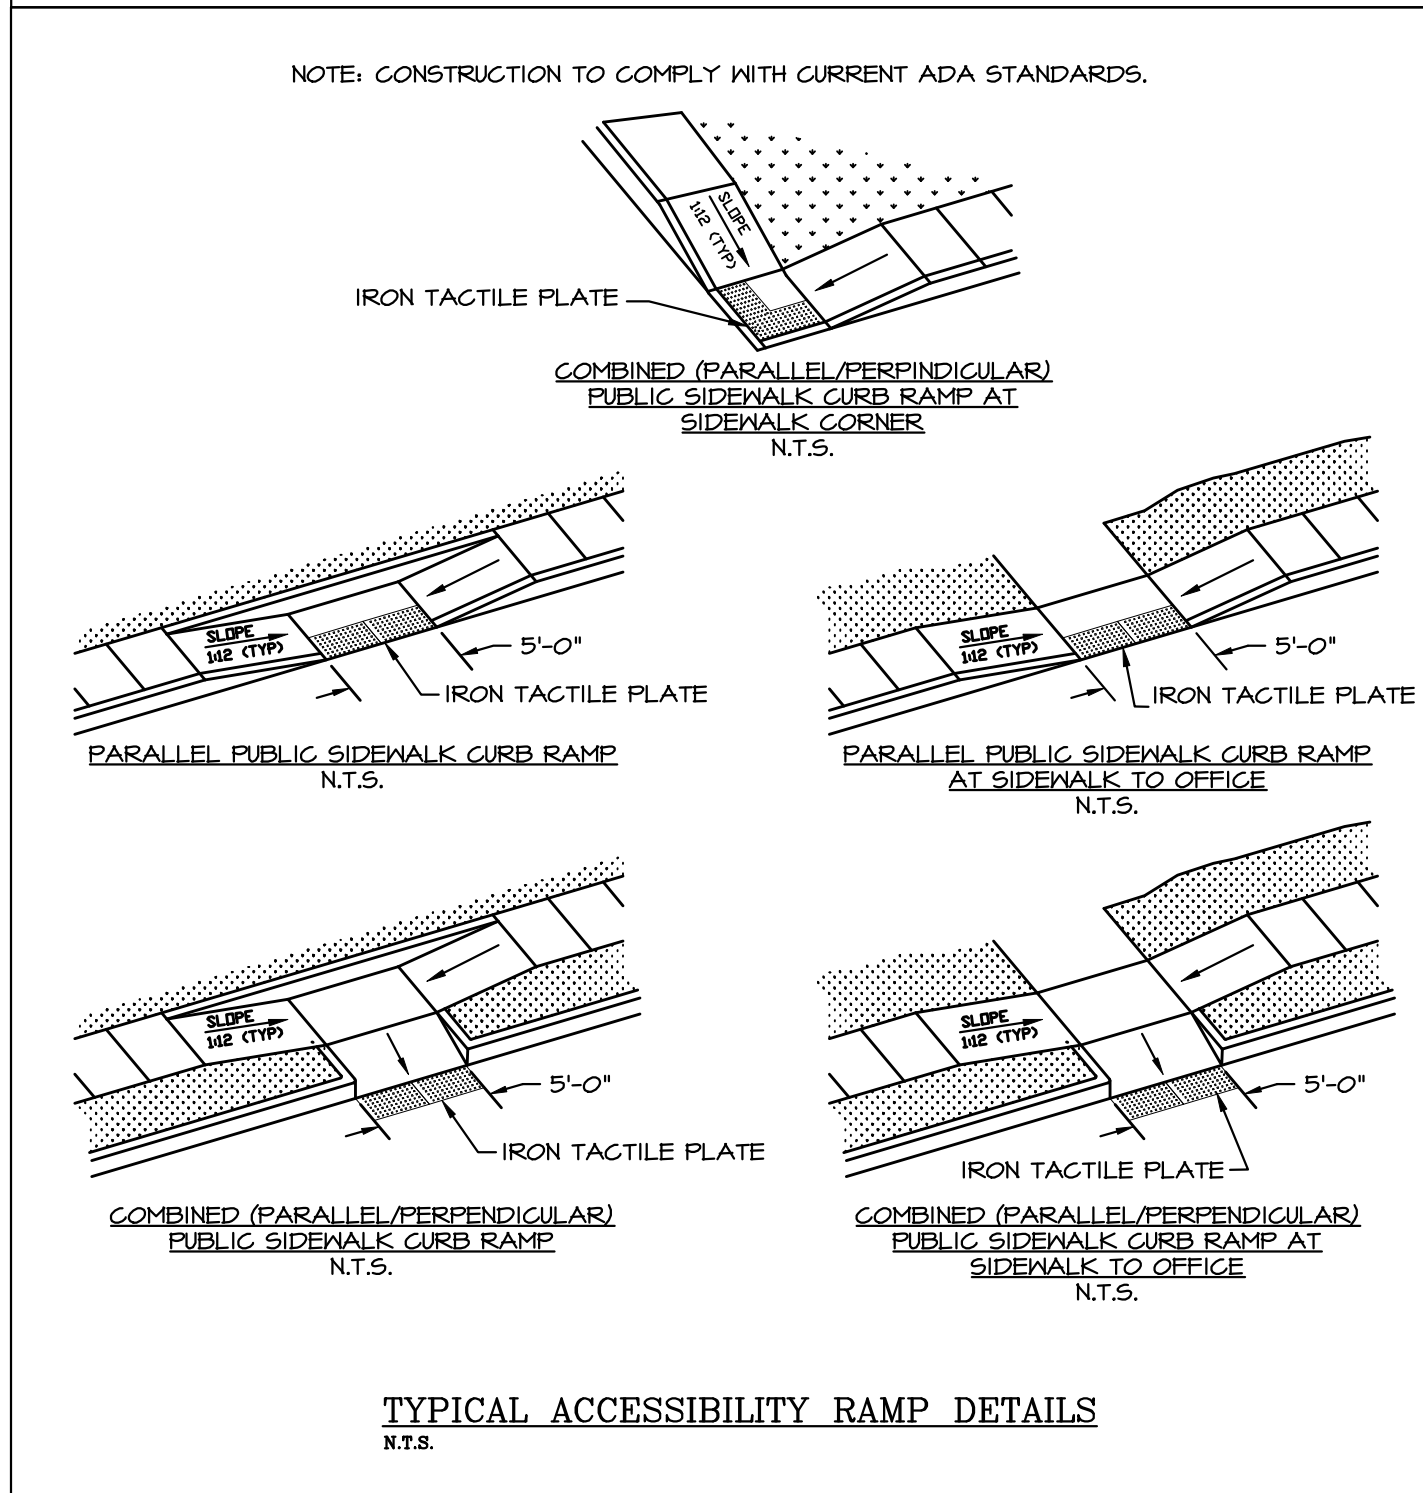 NOTE: CONSTRUCTION TO COMPLY WITH CURRENT ADA STANDARDS.
SLOPE
1:12 (TYP)
IRON TACTILE PLATE
COMBINED (PARALLEL/PERPINDICULAR)
PUBLIC SIDEWALK CURB RAMP AT
SIDEWALK CORNER
N.T.S.
SLOPE
1:12 (TYP)
5'-0"
IRON TACTILE PLATE
PARALLEL PUBLIC SIDEWALK CURB RAMP
N.T.S.
SLOPE
1:12 (TYP)
5'-0"
IRON TACTILE PLATE
PARALLEL PUBLIC SIDEWALK CURB RAMP
AT SIDEWALK TO OFFICE
N.T.S.
SLOPE
1:12 (TYP)
5'-0"
IRON TACTILE PLATE
COMBINED (PARALLEL/PERPENDICULAR)
PUBLIC SIDEWALK CURB RAMP
N.T.S.
SLOPE
1:12 (TYP)
5'-0"
IRON TACTILE PLATE
COMBINED (PARALLEL/PERPENDICULAR)
PUBLIC SIDEWALK CURB RAMP AT
SIDEWALK TO OFFICE
N.T.S.
TYPICAL ACCESSIBILITY RAMP DETAILS
N.T.S.